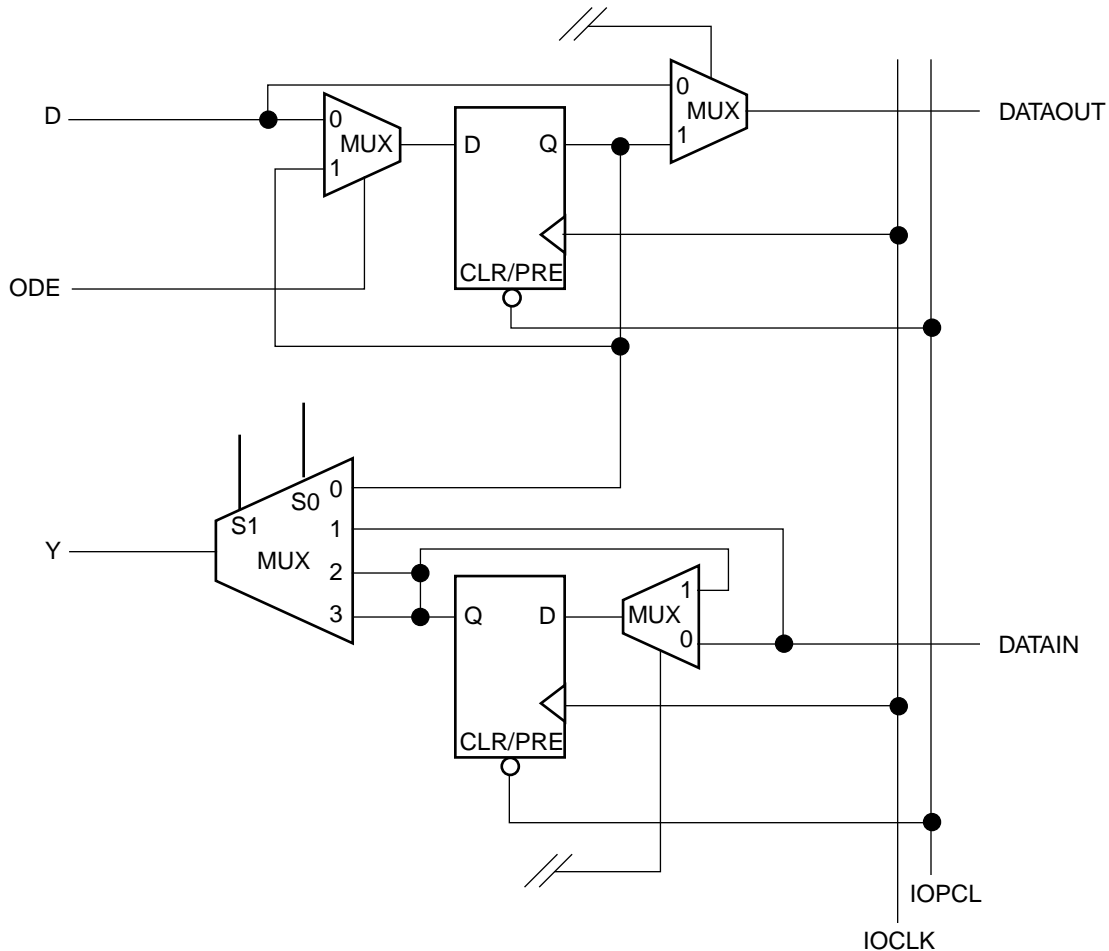 D
0
MUX
1
D
Q
CLR/PRE
0
MUX
1
DATAOUT
ODE
S1
S0
0
1
2
3
MUX
Y
Q
D
CLR/PRE
1
MUX
0
DATAIN
IOPCL
IOCLK